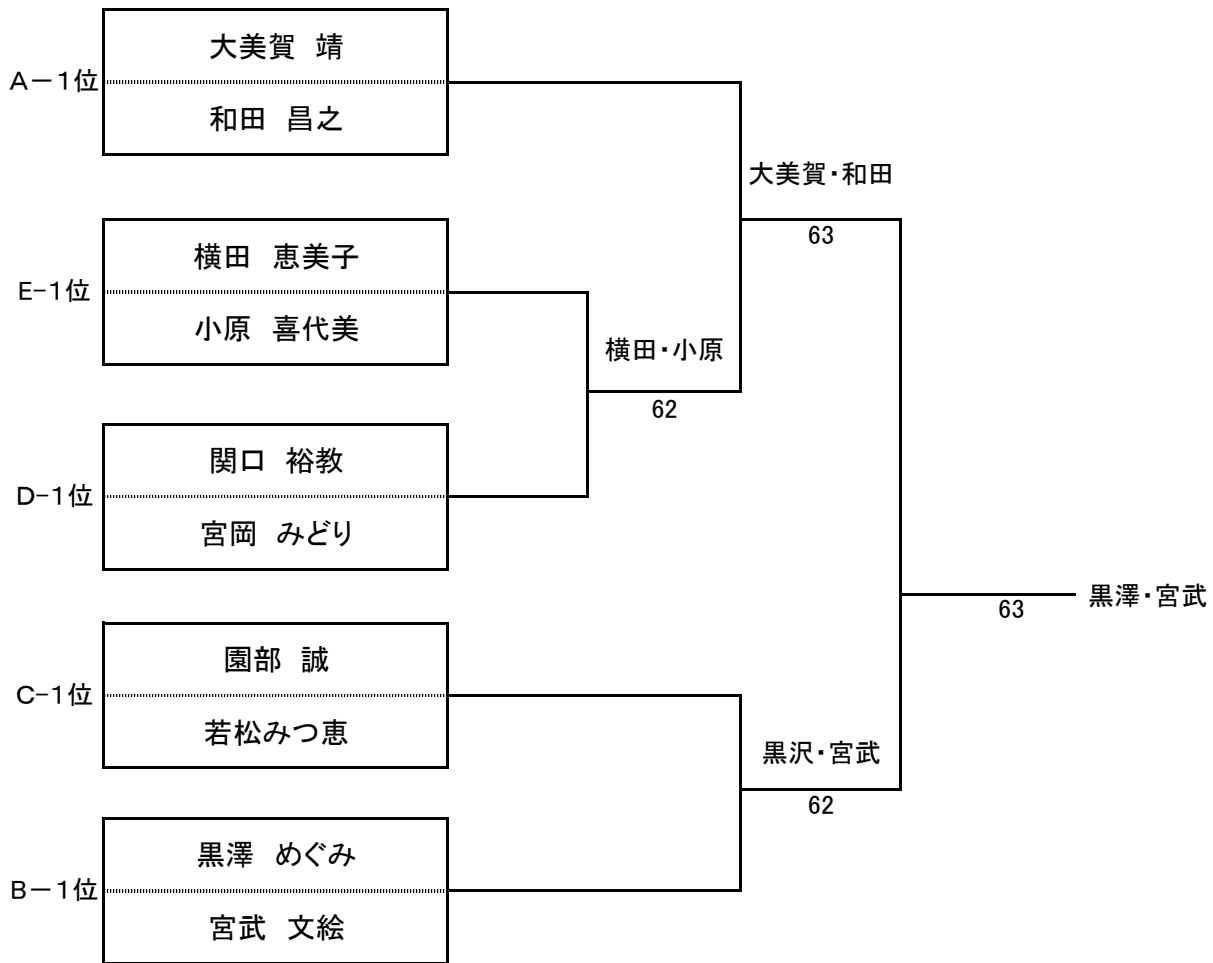 大美賀　靖
A－1位
和田　昌之
大美賀・和田
63
横田　恵美子
E-1位
小原　喜代美
横田・小原
62
関口　裕教
D-1位
宮岡　みどり
63
黒澤・宮武
園部　誠
C-1位
若松みつ恵
黒沢・宮武
62
黒澤　めぐみ
B－1位
宮武　文絵